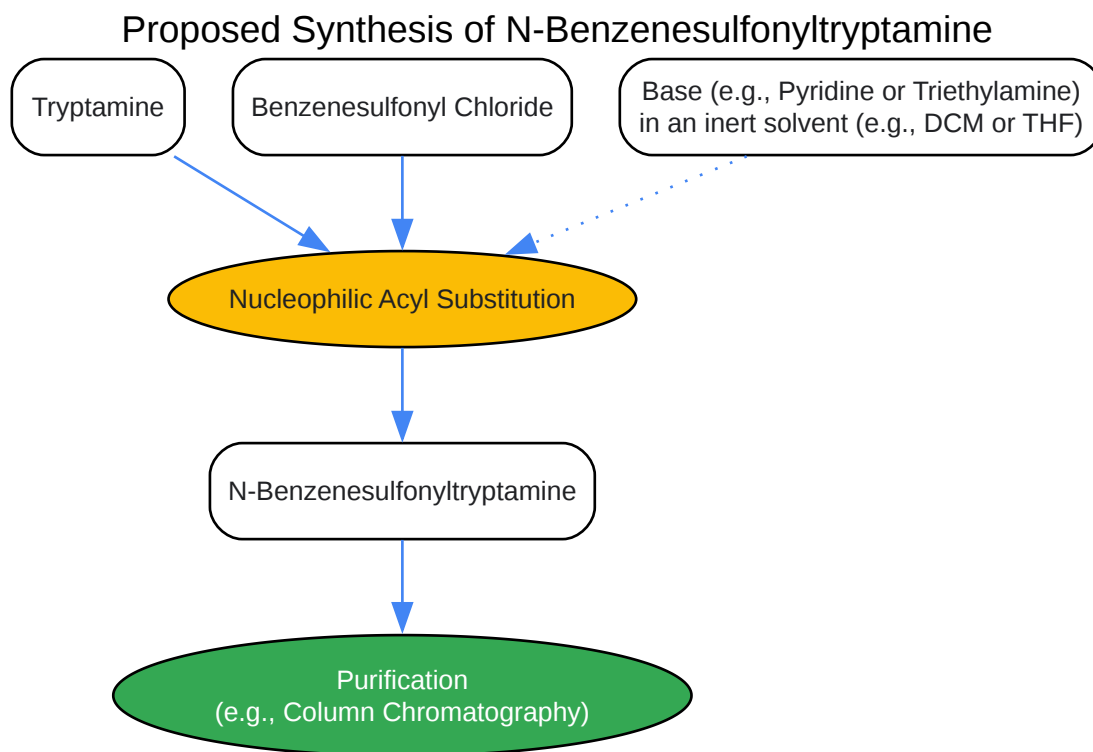 Proposed Synthesis of N-Benzenesulfonyltryptamine
Tryptamine
Benzenesulfonyl Chloride
Base (e.g., Pyridine or Triethylamine)
in an inert solvent (e.g., DCM or THF)
Nucleophilic Acyl Substitution
N-Benzenesulfonyltryptamine
Purification
(e.g., Column Chromatography)